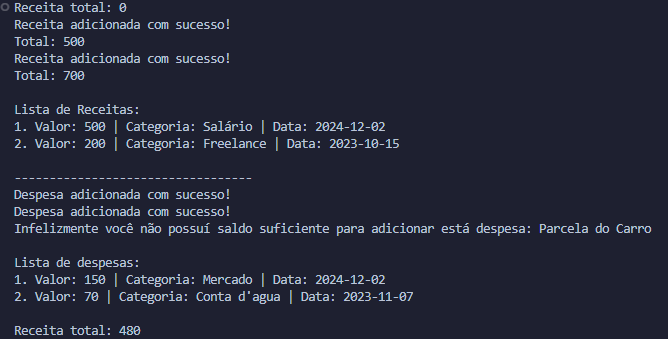 Receita total: 0
Receita adicionada com sucesso!
Total: 500
Receita adicionada com sucesso!
Total: 700
Lista de Receitas:
1. Valor: 500 | Categoria: Salário | Data: 2024-12-02
2. Valor: 200 | Categoria: Freelance | Data: 2023-10-15
----------------------------------
Despesa adicionada com sucesso!
Despesa adicionada com sucesso!
Infelizmente você não possuí saldo suficiente para adicionar está despesa: Parcela do Carro
Lista de despesas:
1. Valor: 150 | Categoria: Mercado | Data: 2024-12-02
2. Valor: 70 | Categoria: Conta d'agua | Data: 2023-11-07
Receita total: 480